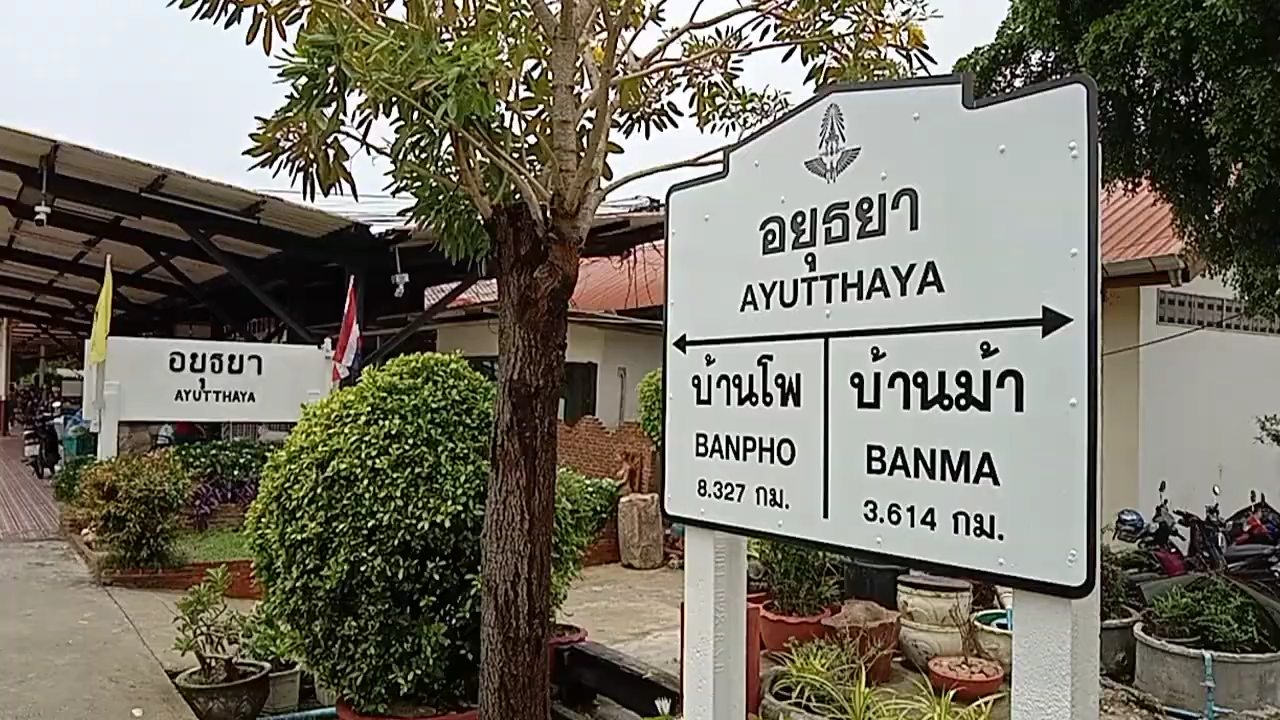 อยุธยา
AYUTTHAYA
อยุธยา
AYUTTHAYA
บ้านโพ
BANPHO
8.327 กม.
บ้านม้า
BANMA
3.614 กม.